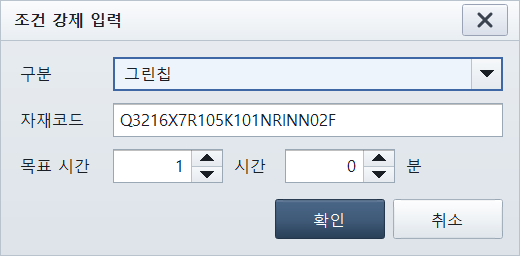 조건 강제 입력
구분 그린칩
자재코드 Q3216X7R105K101NRINN02F
목표 시간 1 시간 0 분
확인 취소